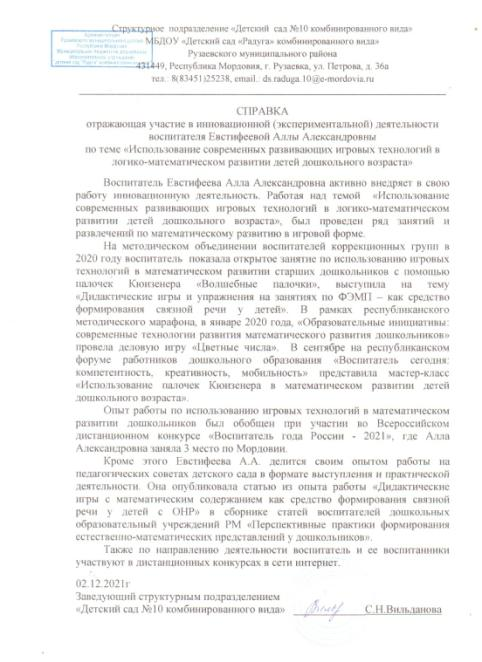 Структурное подразделение «Детский сад №10 комбинированного вида»
МБДОУ «Детский сад «Радуга» комбинированного вида»
Рузаевского муниципального района
431449, Республика Мордовия, г. Рузаевка, ул. Петрова, д. 36а
тел.: 8(83451)25238, email.: ds.raduga.10@e-mordovia.ru
СПРАВКА
отражающая участие в инновационной (экспериментальной) деятельности
воспитателя Евстифеевой Аллы Александровны
по теме «Использование современных развивающих игровых технологий в
логико-математическом развитии детей дошкольного возраста»
Воспитатель Евстифеева Алла Александровна активно внедряет в свою
работу инновационную деятельность. Работая над темой «Использование
современных развивающих игровых технологий в логико-математическом
развитии детей дошкольного возраста», был проведен ряд занятий и
развлечений по математическому развитию в игровой форме.
На методическом объединении воспитателей коррекционных групп в
2020 году воспитатель показала открытое занятие по использованию игровых
технологий в математическом развитии старших дошкольников с помощью
палочек Кюизенера «Волшебные палочки», выступила на тему
«Дидактические игры и упражнения на занятиях по ФЭМП – как средство
формирования связной речи у детей». В рамках республиканского
методического марафона, в январе 2020 года, «Образовательные инициативы:
современные технологии развития математического развития дошкольников»
провела деловую игру «Цветные числа». В сентябре на республиканском
форуме работников дошкольного образования «Воспитатель сегодня:
компетентность, креативность, мобильность» представила мастер-класс
«Использование палочек Кюизенера в математическом развитии детей
дошкольного возраста».
Опыт работы по использованию игровых технологий в математическом
развитии дошкольников был обобщен при участии во Всероссийском
дистанционном конкурсе «Воспитатель года России - 2021», где Алла
Александровна заняла 3 место по Мордовии.
Кроме этого Евстифеева А.А. делится своим опытом работы на
педагогических советах детского сада в формате выступления и практической
деятельности. Она опубликовала статью из опыта работы «Дидактические
игры с математическим содержанием как средство формирования связной
речи у детей с ОНР» в сборнике статей воспитателей дошкольных
образовательный учреждений РМ «Перспективные практики формирования
естественно-математических представлений у дошкольников».
Также по направлению деятельности воспитатель и ее воспитанники
участвуют в дистанционных конкурсах в сети интернет.
02.12.2021г
Заведующий структурным подразделением
«Детский сад №10 комбинированного вида» С.Н.Вильданова